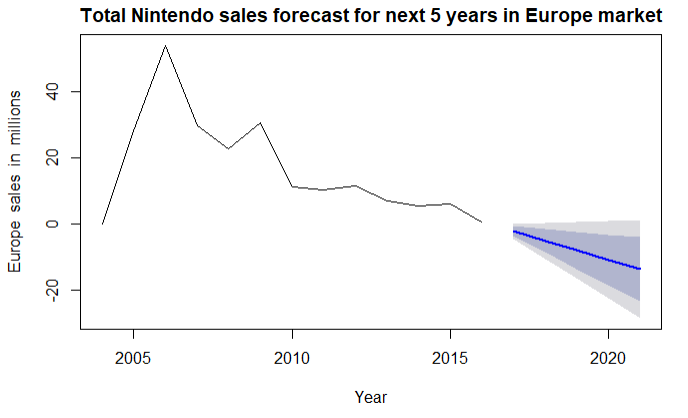 Total Nintendo sales forecast for next 5 years in Europe market
Europe sales in millions
40
20
0
-20
2005 2010 2015 2020
Year